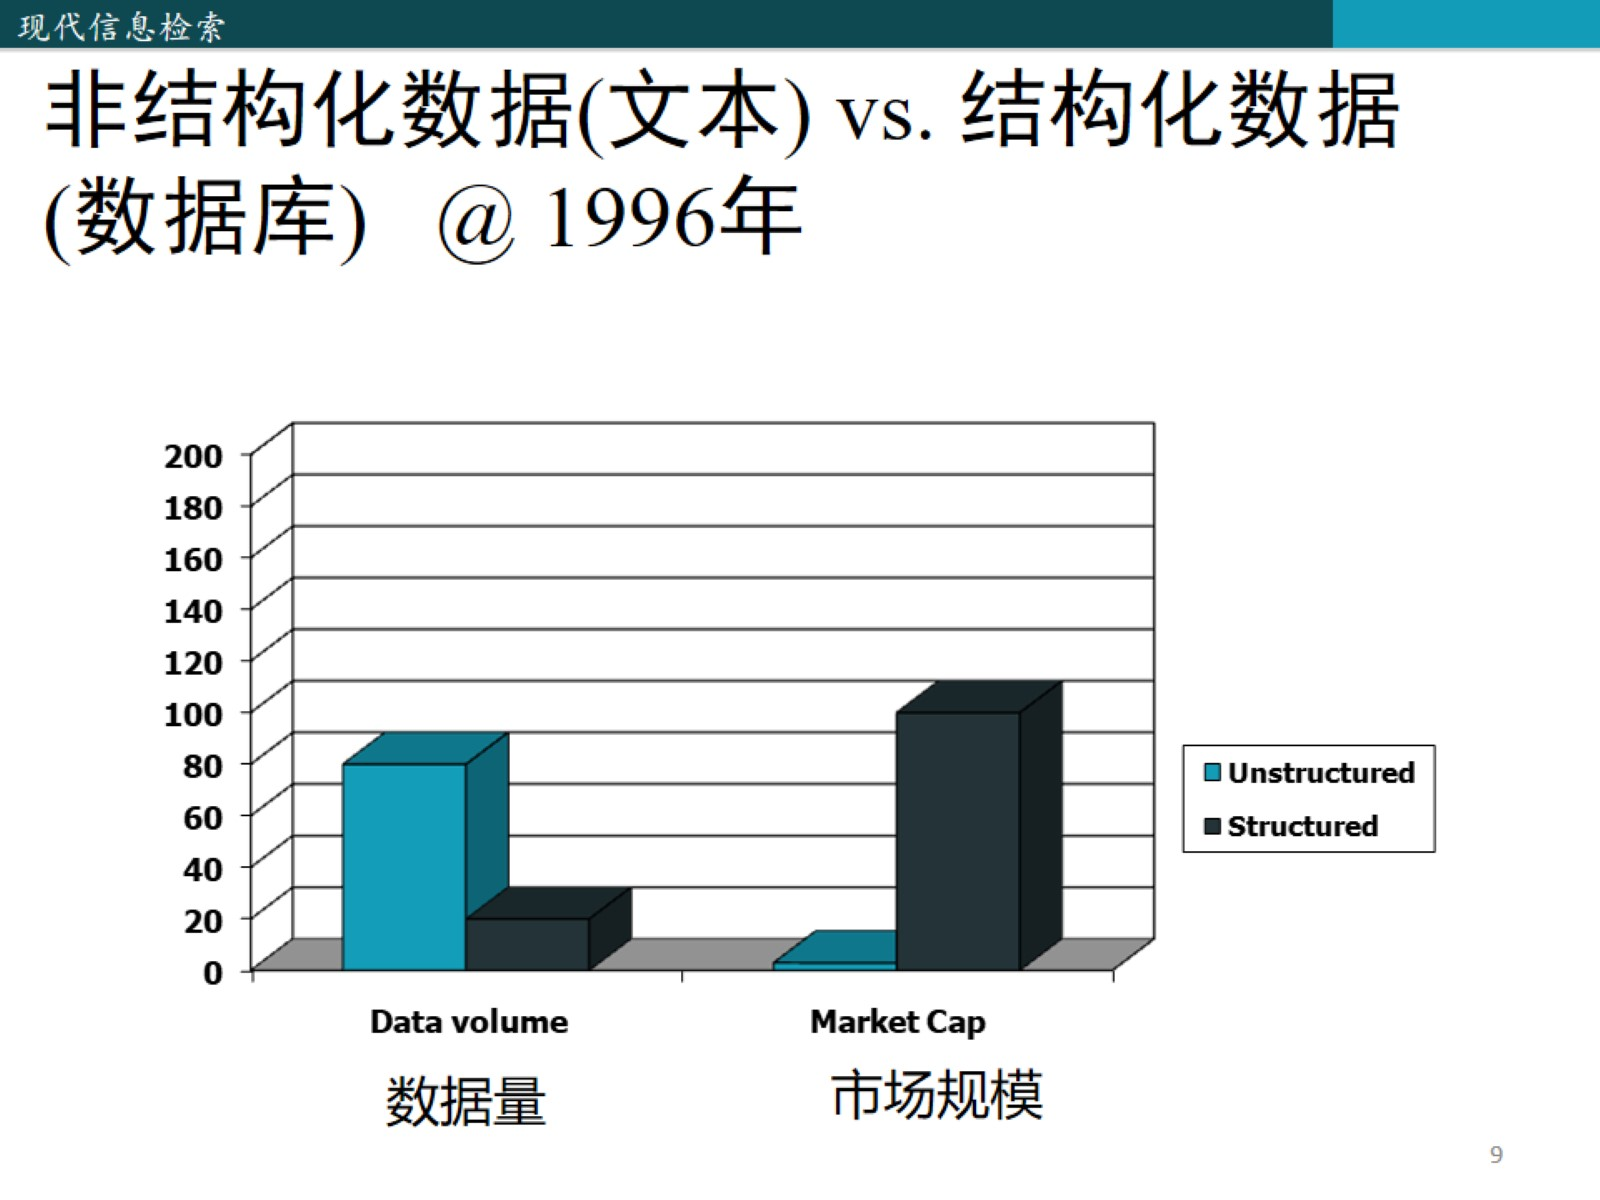 现代信息检索
非结构化数据(文本) vs. 结构化数据
(数据库) @ 1996年
200
180
160
140
120
100
80
60
40
20
0
Unstructured
Structured
Data volume
Market Cap
数据量
市场规模
9